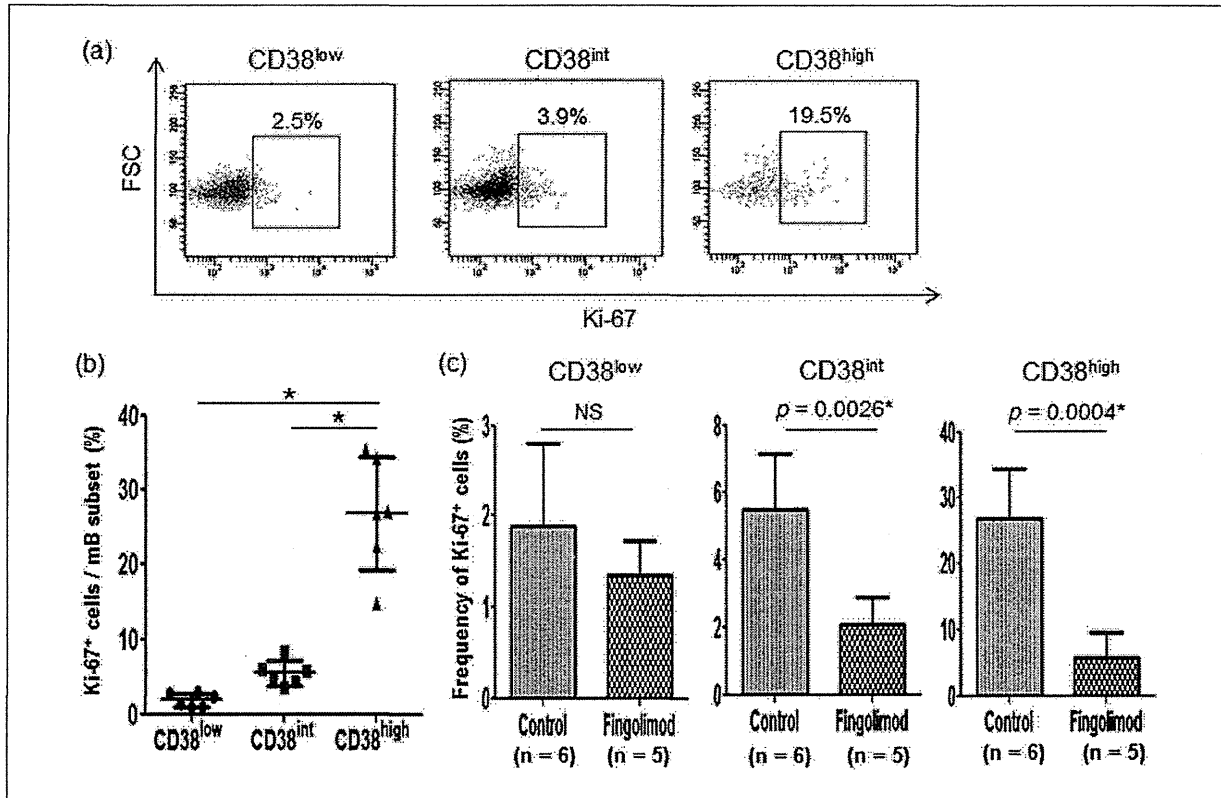 (a)
CD38low CD38int CD38high
2.5% 3.9% 19.5%
FSC
Ki-67
(b)
Ki-67+ cells / mB subset (%)
40
30
20
10
0
* *
CD38low CD38int CD38high
(c)
Frequency of Ki-67+ cells (%)
CD38low
NS
3
2
1
0
Control Fingolimod
(n = 6) (n = 5)
CD38int
p = 0.0026*
8
6
4
2
0
Control Fingolimod
(n = 6) (n = 5)
CD38high
p = 0.0004*
40
30
20
10
0
Control Fingolimod
(n = 6) (n = 5)